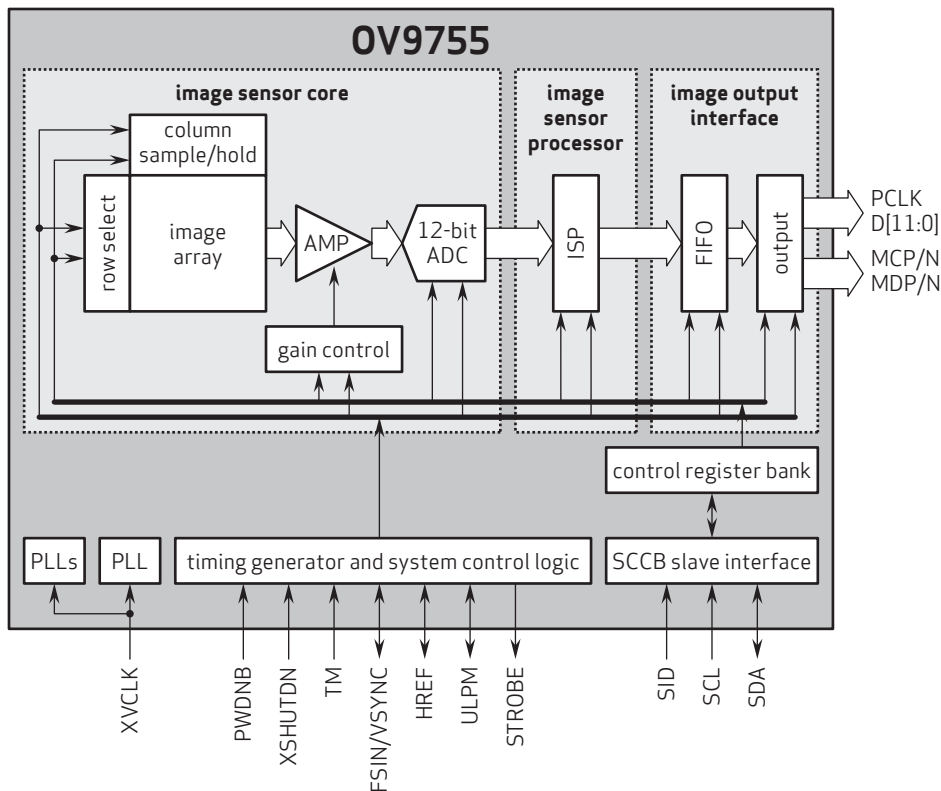 OV9755
image sensor core
image
sensor
processor
image output
interface
column
sample/hold
row select
image
array
AMP
12-bit
ADC
gain control
ISP
FIFO
output
PCLK
D[11:0]
MCP/N
MDP/N
control register bank
PLLs
PLL
timing generator and system control logic
SCCB slave interface
XVCLK
PWDNB
XSHUTDN
TM
FSIN/VSYNC
HREF
ULPM
STROBE
SID
SCL
SDA